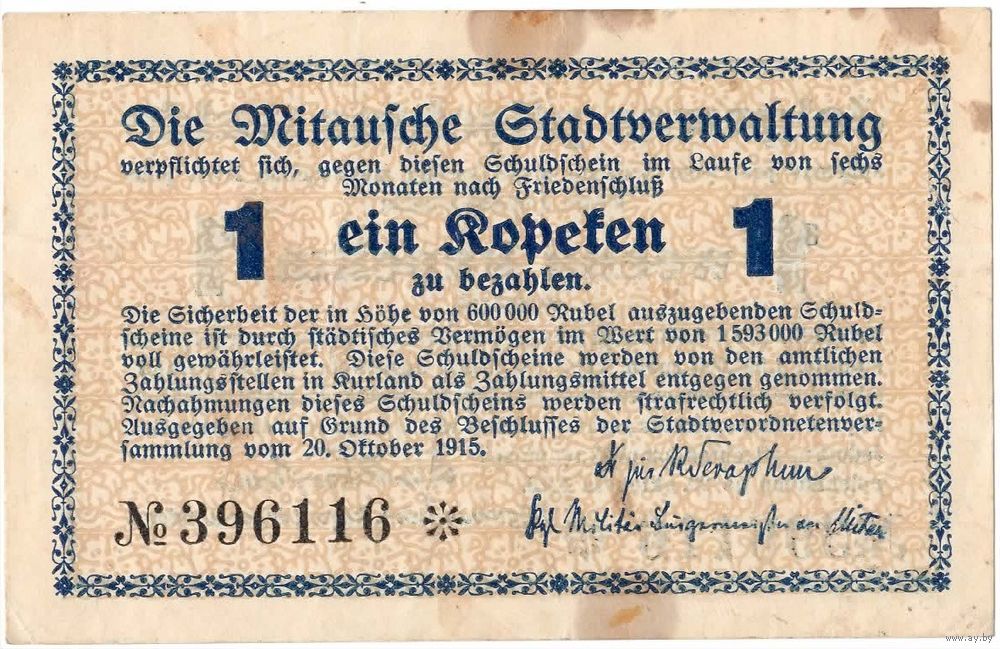 Die Mitausche Stadtverwaltung
verpflichtet sich, gegen diesen Schuldschein im Laufe von sechs
Monaten nach Friedenschluß
1 ein Kopeken 1
zu bezahlen.
Die Sicherheit der in Höhe von 600 000 Rubel auszugebenden Schuld-
scheine ist durch städtisches Vermögen im Wert von 1 593 000 Rubel
voll gewährleistet. Diese Schuldscheine werden von den amtlichen
Zahlungsstellen in Kurland als Zahlungsmittel entgegen genommen.
Nachahmungen dieses Schuldscheins werden strafrechtlich verfolgt.
Ausgegeben auf Grund des Beschlusses der Stadtverordnetenver-
sammlung vom 20. Oktober 1915.
№ 396116
Militär Bürgermeister
www.ay.by